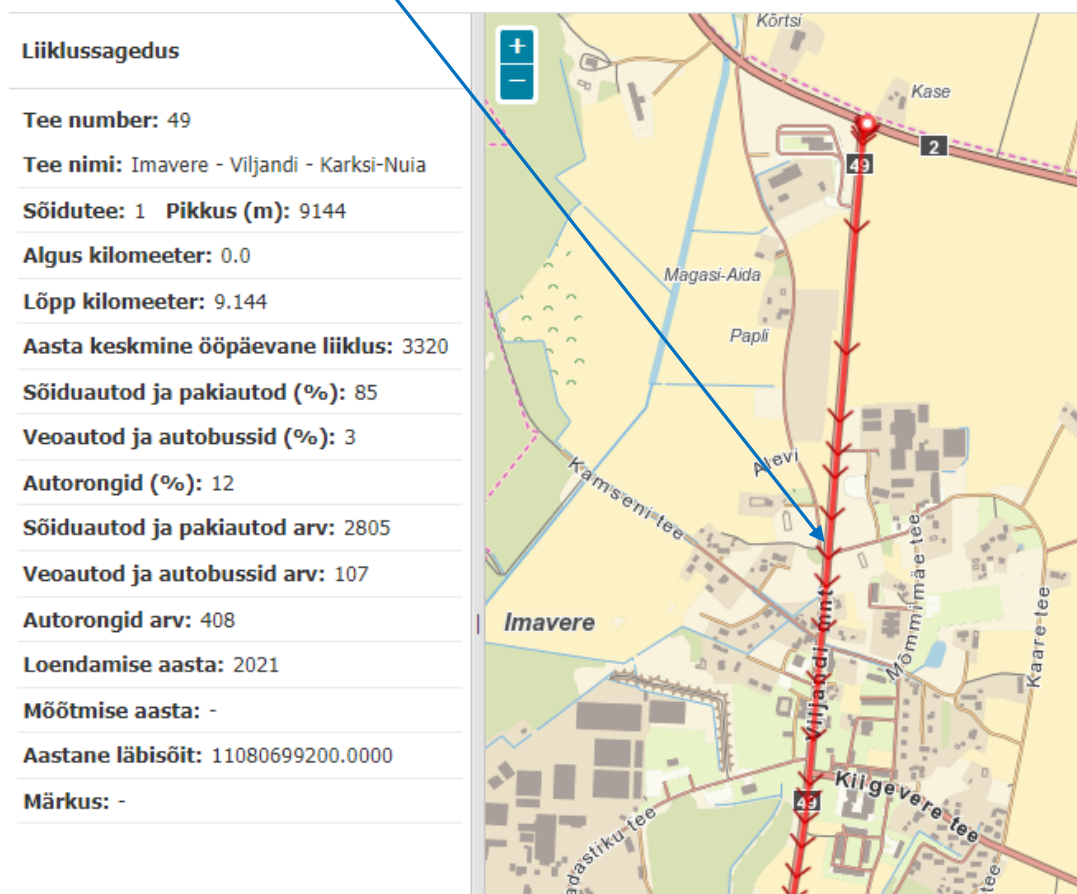 Liiklussagedus
Tee number: 49
Tee nimi: Imavere - Viljandi - Karksi-Nuia
Sõidutee: 1 Pikkus (m): 9144
Algus kilomeeter: 0.0
Lõpp kilomeeter: 9.144
Aasta keskmine ööpäevane liiklus: 3320
Sõiduautod ja pakiautod (%): 85
Veoautod ja autobussid (%): 3
Autorongid (%): 12
Sõiduautod ja pakiautod arv: 2805
Veoautod ja autobussid arv: 107
Autorongid arv: 408
Loendamise aasta: 2021
Mõõtmise aasta: -
Aastane läbisõit: 11080699200.0000
Märkus: -
+
−
Kõrtsi
Kase
2
49
Magasi-Aida
Papli
Alevi
Kamseni tee
Mõmmimäe tee
Kaare tee
Imavere
Viljandi mnt
Kiigevere tee
49
adastiku tee
tee